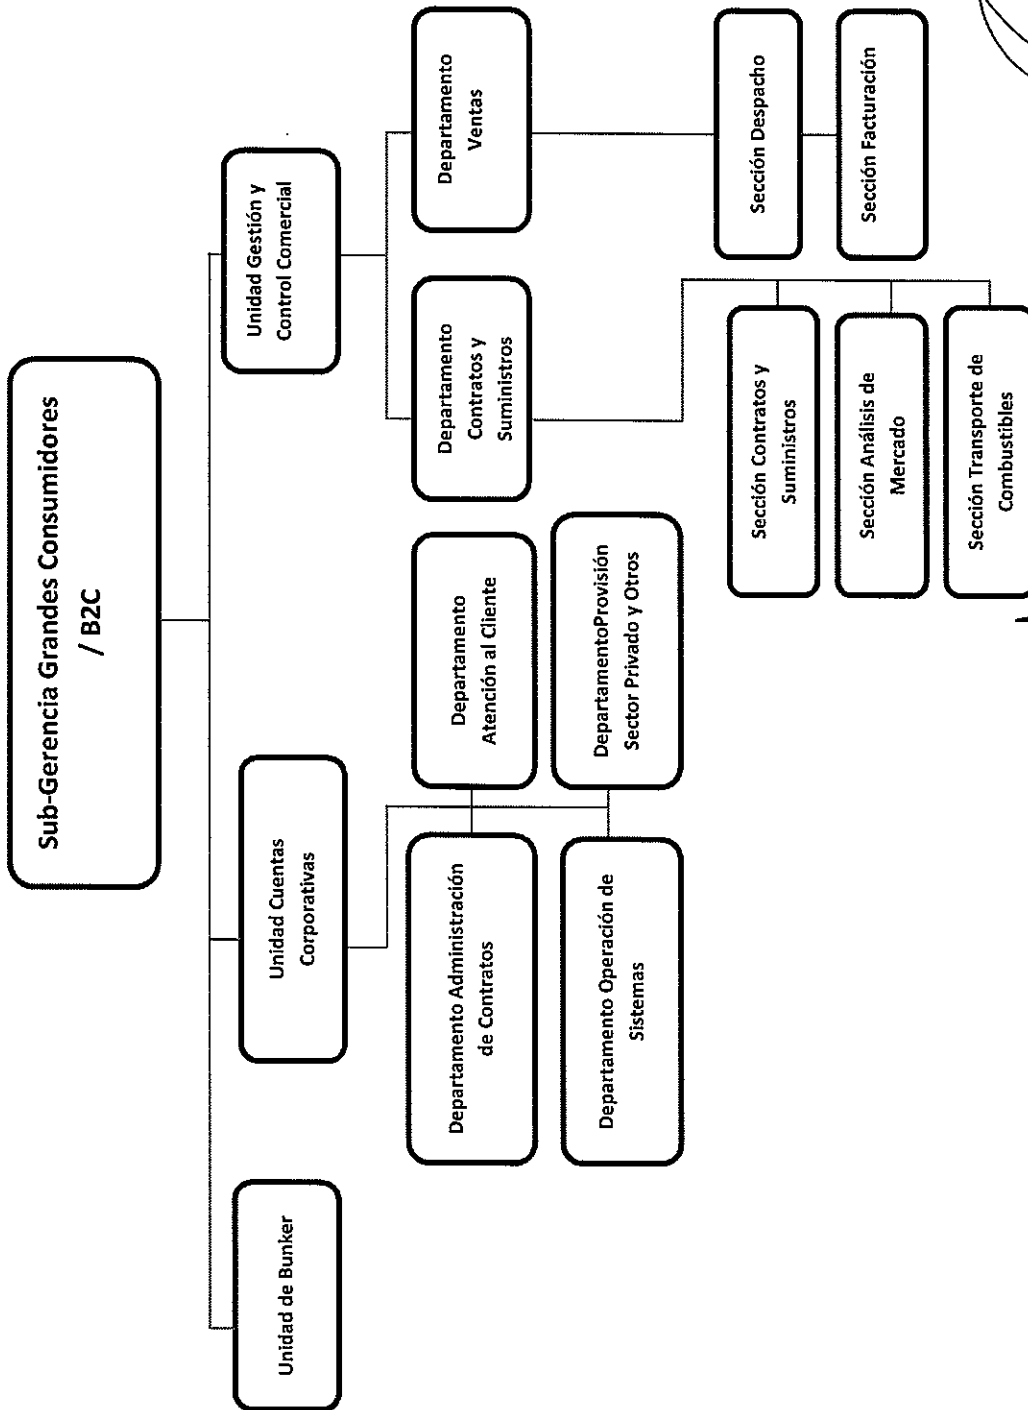 Sub-Gerencia Grandes Consumidores
/ B2C
Unidad de Bunker
Unidad Cuentas
Corporativas
Unidad Gestión y
Control Comercial
Departamento Administración
de Contratos
Departamento
Atención al Cliente
Departamento Operación de
Sistemas
DepartamentoProvisión
Sector Privado y Otros
Departamento
Contratos y
Suministros
Departamento
Ventas
Sección Contratos y
Suministros
Sección Análisis de
Mercado
Sección Transporte de
Combustibles
Sección Despacho
Sección Facturación